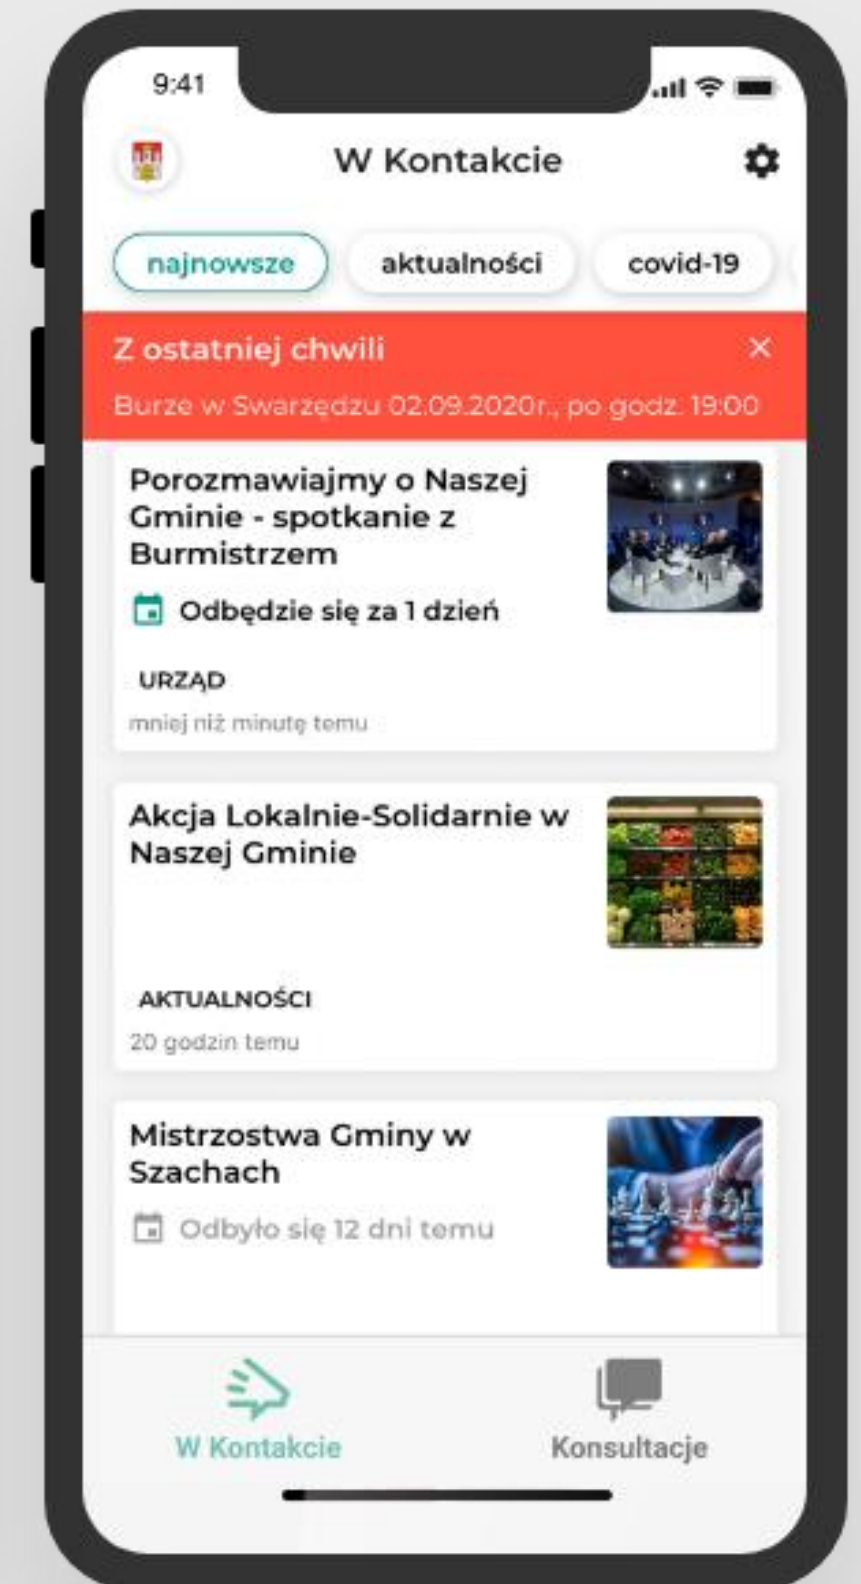 9:41
W Kontakcie
najnowsze
aktualności
covid-19
Z ostatniej chwili
Burze w Swarzędzu 02.09.2020r., po godz. 19:00
Porozmawiajmy o Naszej
Gminie - spotkanie z
Burmistrzem
Odbędzie się za 1 dzień
URZĄD
mniej niż minutę temu
Akcja Lokalnie-Solidarnie w
Naszej Gminie
AKTUALNOŚCI
20 godzin temu
Mistrzostwa Gminy w
Szachach
Odbyło się 12 dni temu
W Kontakcie
Konsultacje